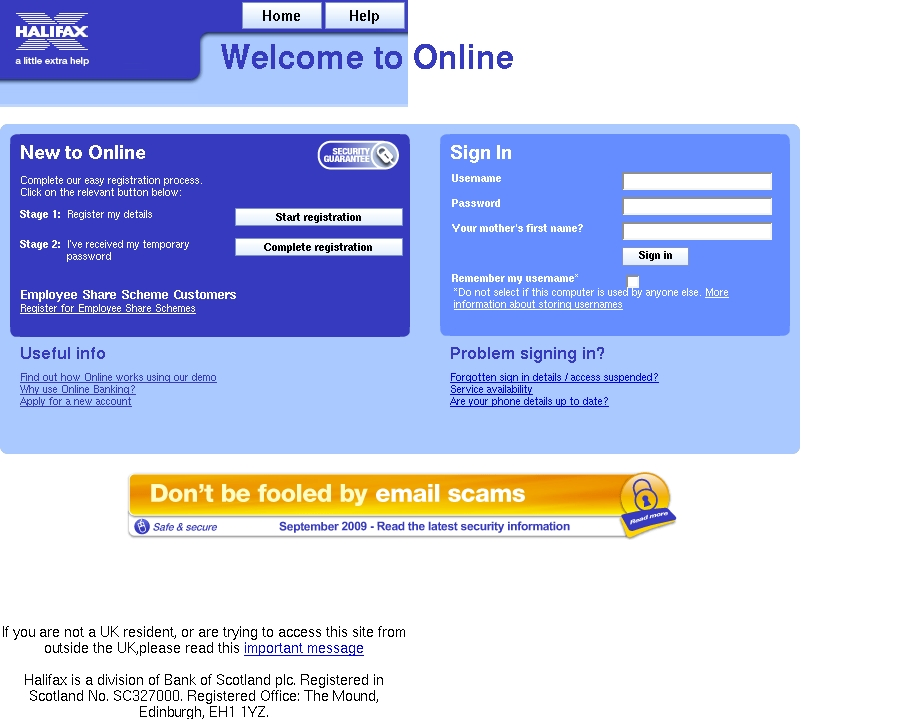 Home
Help
HALIFAX
a little extra help
Welcome to Online
New to Online
SECURITY
GUARANTEE
Complete our easy registration process.
Click on the relevant button below:
Stage 1: Register my details
Start registration
Stage 2: I've received my temporary
password
Complete registration
Employee Share Scheme Customers
Register for Employee Share Schemes
Sign In
Username
Password
Your mother's first name?
Sign in
Remember my username*
*Do not select if this computer is used by anyone else. More
information about storing usernames
Useful info
Find out how Online works using our demo
Why use Online Banking?
Apply for a new account
Problem signing in?
Forgotten sign in details / access suspended?
Service availability
Are your phone details up to date?
Don't be fooled by email scams
Safe & secure
September 2009 - Read the latest security information
Read more
If you are not a UK resident, or are trying to access this site from
outside the UK,please read this important message
Halifax is a division of Bank of Scotland plc. Registered in
Scotland No. SC327000. Registered Office: The Mound,
Edinburgh, EH1 1YZ.